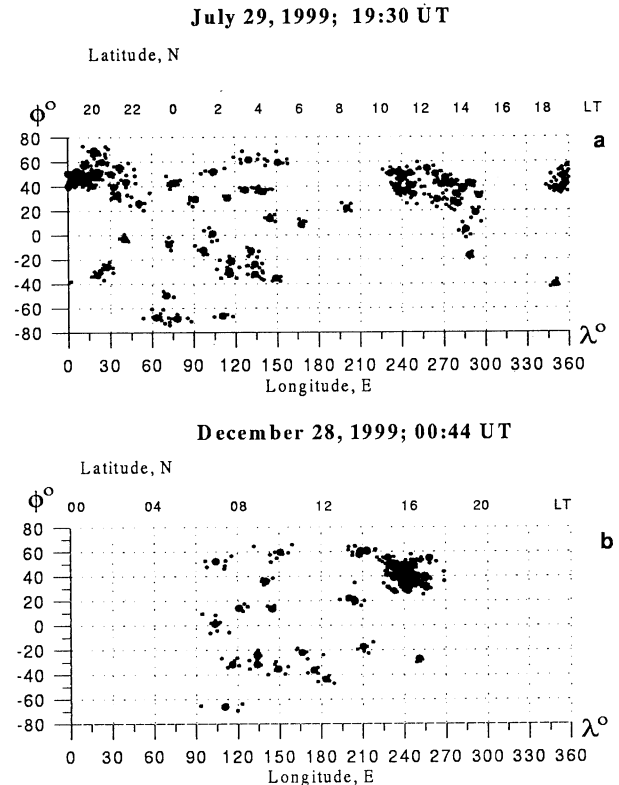 July 29, 1999; 19:30 UT
Latitude, N
φ° 20 22 0 2 4 6 8 10 12 14 16 18 LT
a
80
60
40
20
0
-20
-40
-60
-80
λ°
0 30 60 90 120 150 180 210 240 270 300 330 360
Longitude, E
December 28, 1999; 00:44 UT
Latitude, N
φ° 00 04 08 12 16 20 LT
b
80
60
40
20
0
-20
-40
-60
-80
λ°
0 30 60 90 120 150 180 210 240 270 300 330 360
Longitude, E